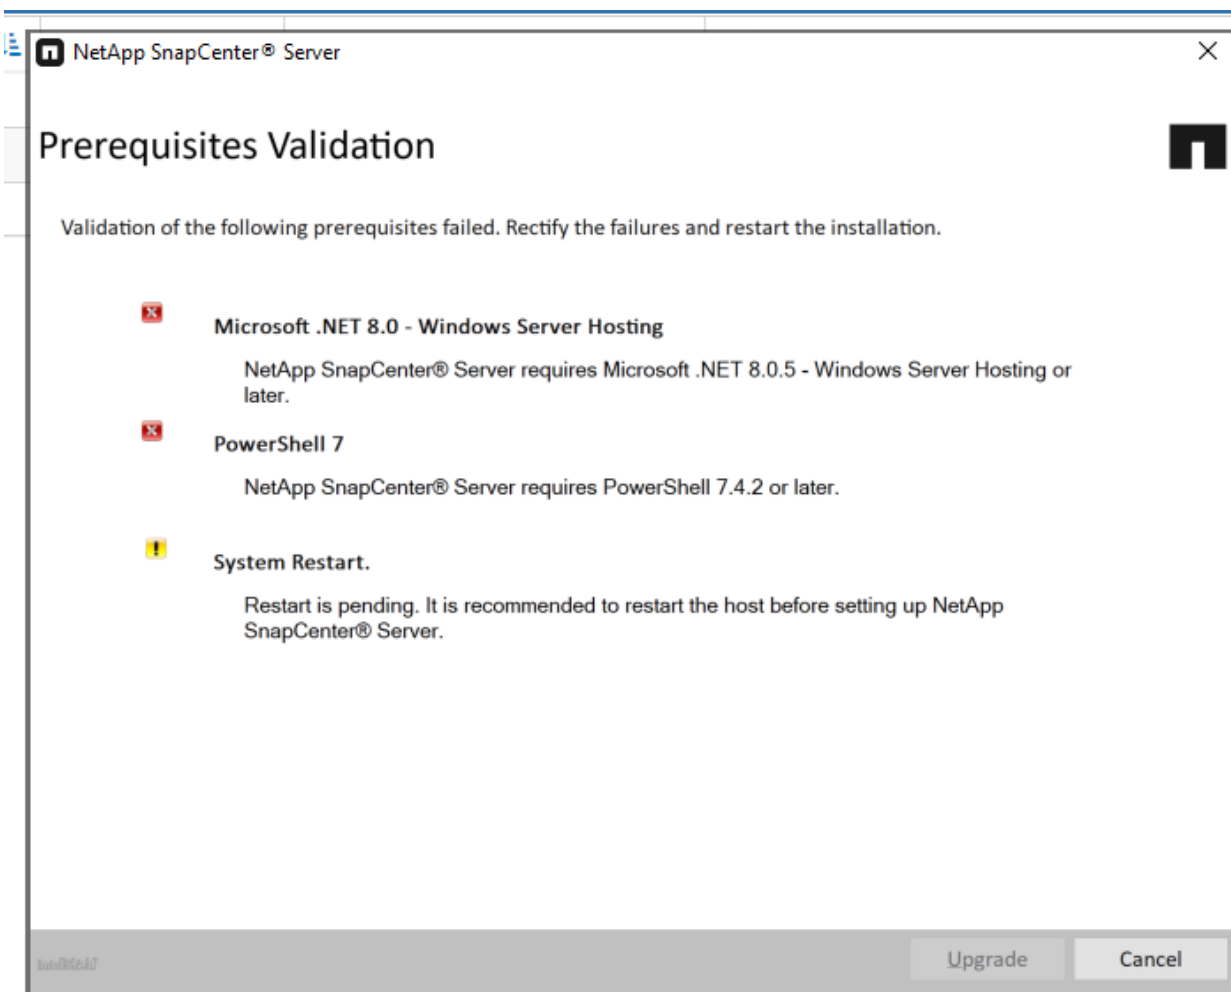 NetApp SnapCenter® Server
Prerequisites Validation
Validation of the following prerequisites failed. Rectify the failures and restart the installation.
Microsoft .NET 8.0 - Windows Server Hosting
NetApp SnapCenter® Server requires Microsoft .NET 8.0.5 - Windows Server Hosting or
later.
PowerShell 7
NetApp SnapCenter® Server requires PowerShell 7.4.2 or later.
System Restart.
Restart is pending. It is recommended to restart the host before setting up NetApp
SnapCenter® Server.
Upgrade
Cancel